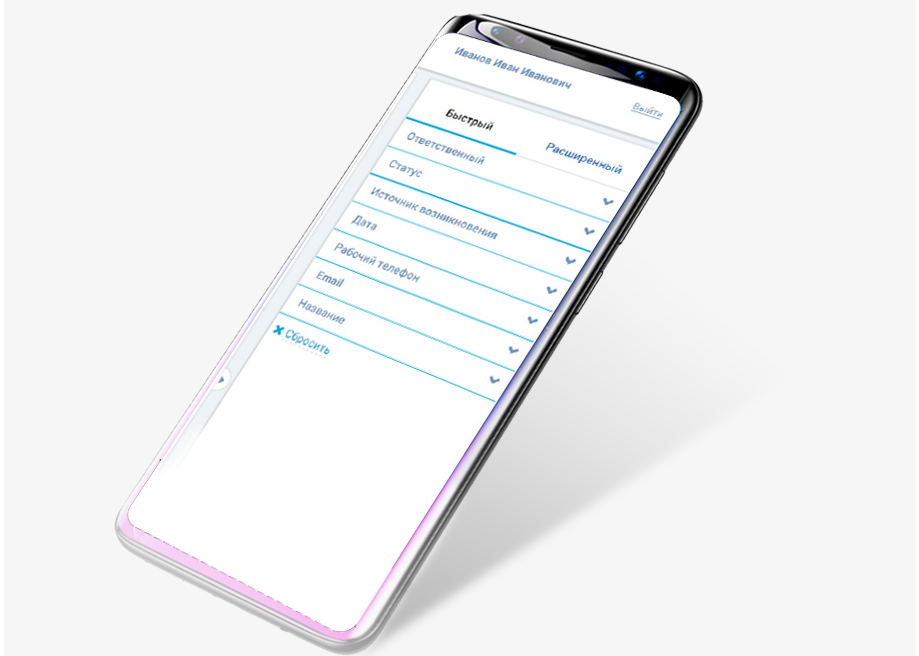 Иванов Иван Иванович
Выйти
Быстрый
Расширенный
Ответственный
Статус
Источник возникновения
Дата
Рабочий телефон
Email
Название
Сбросить